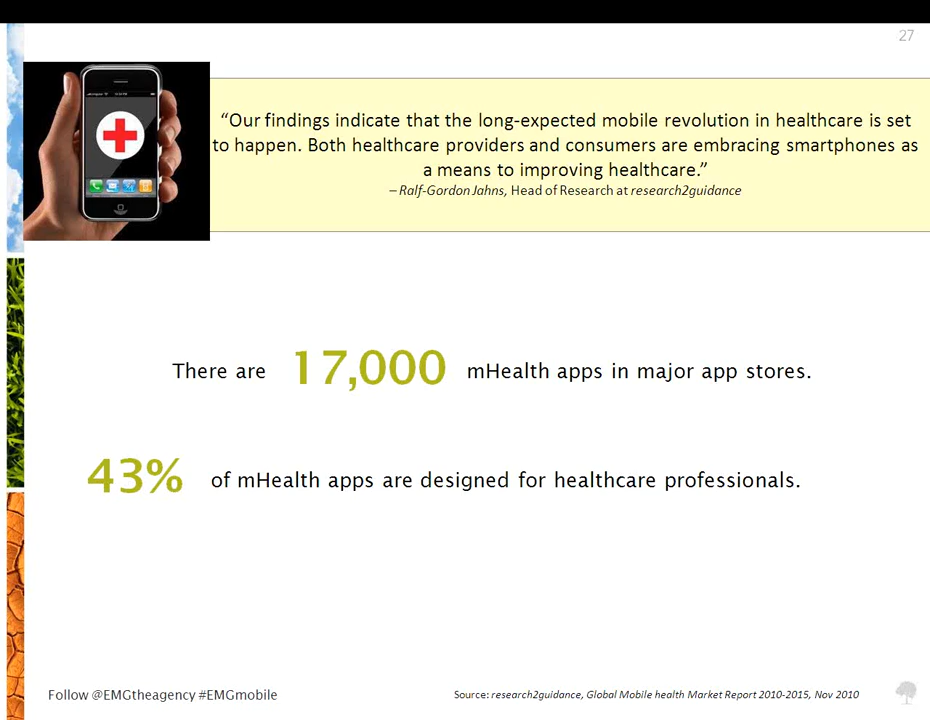 27
“Our findings indicate that the long-expected mobile revolution in healthcare is set
to happen. Both healthcare providers and consumers are embracing smartphones as
a means to improving healthcare.”
– Ralf-Gordon Jahns, Head of Research at research2guidance
There are 17,000 mHealth apps in major app stores.
43% of mHealth apps are designed for healthcare professionals.
Follow @EMGtheagency #EMGmobile
Source: research2guidance, Global Mobile health Market Report 2010-2015, Nov 2010